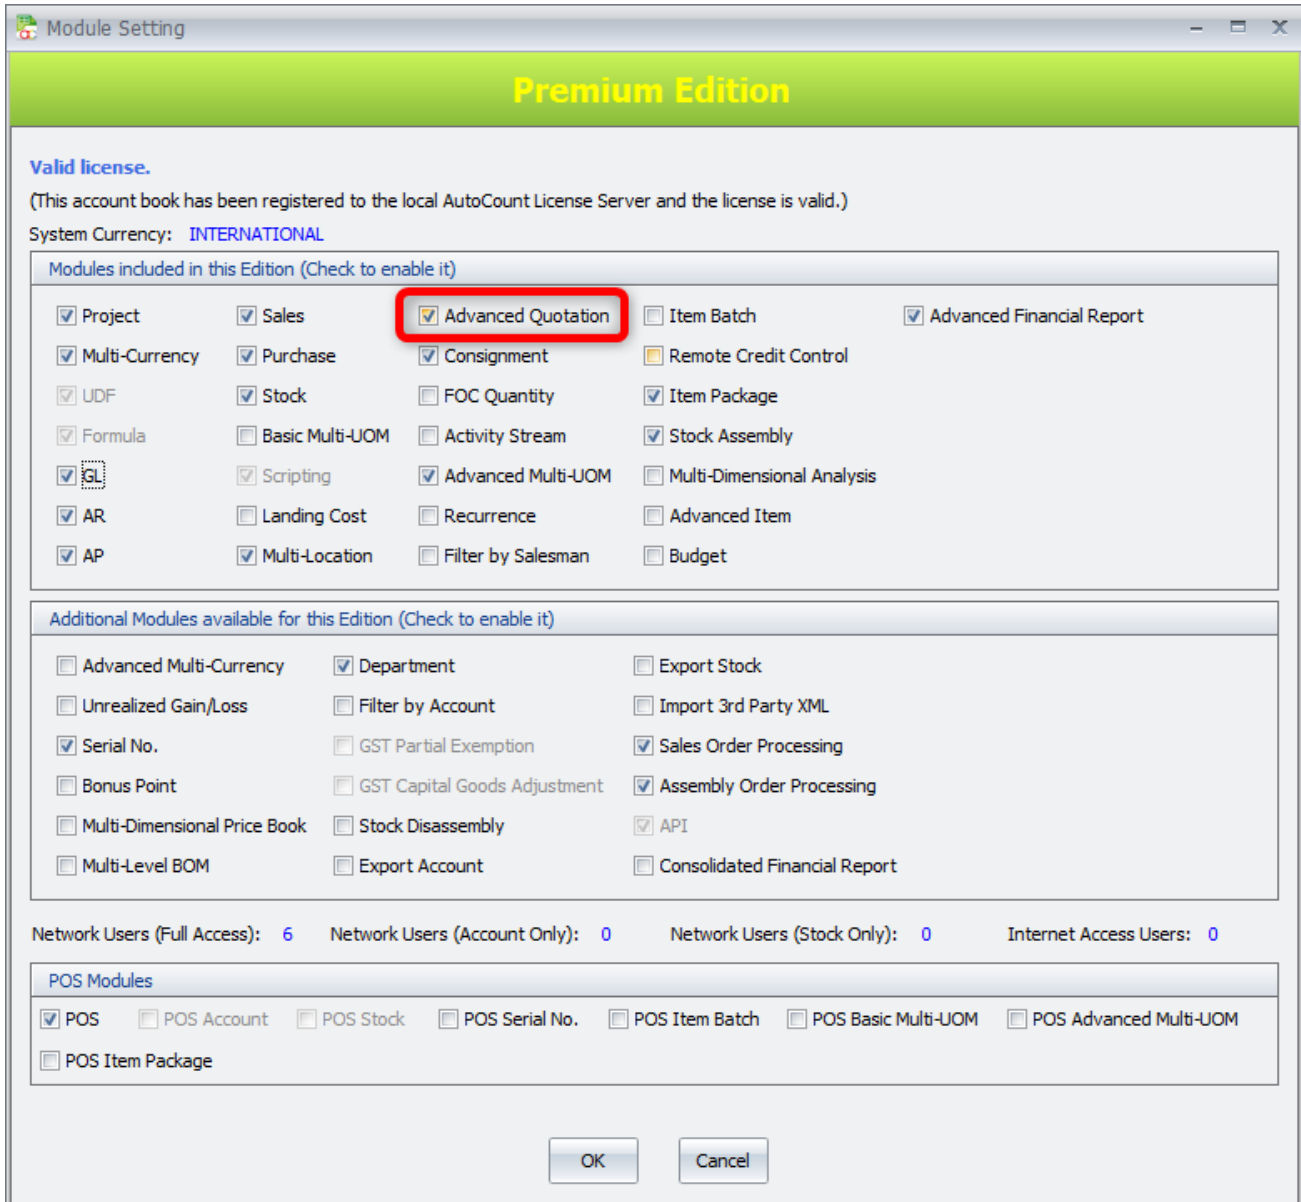 Module Setting
Premium Edition
Valid license.
(This account book has been registered to the local AutoCount License Server and the license is valid.)
System Currency: INTERNATIONAL
Modules included in this Edition (Check to enable it)
Project Sales Advanced Quotation Item Batch Advanced Financial Report
Multi-Currency Purchase Consignment Remote Credit Control
UDF Stock FOC Quantity Item Package
Formula Basic Multi-UOM Activity Stream Stock Assembly
GL Scripting Advanced Multi-UOM Multi-Dimensional Analysis
AR Landing Cost Recurrence Advanced Item
AP Multi-Location Filter by Salesman Budget
Additional Modules available for this Edition (Check to enable it)
Advanced Multi-Currency Department Export Stock
Unrealized Gain/Loss Filter by Account Import 3rd Party XML
Serial No. GST Partial Exemption Sales Order Processing
Bonus Point GST Capital Goods Adjustment Assembly Order Processing
Multi-Dimensional Price Book Stock Disassembly API
Multi-Level BOM Export Account Consolidated Financial Report
Network Users (Full Access): 6 Network Users (Account Only): 0 Network Users (Stock Only): 0 Internet Access Users: 0
POS Modules
POS POS Account POS Stock POS Serial No. POS Item Batch POS Basic Multi-UOM POS Advanced Multi-UOM
POS Item Package
OK Cancel